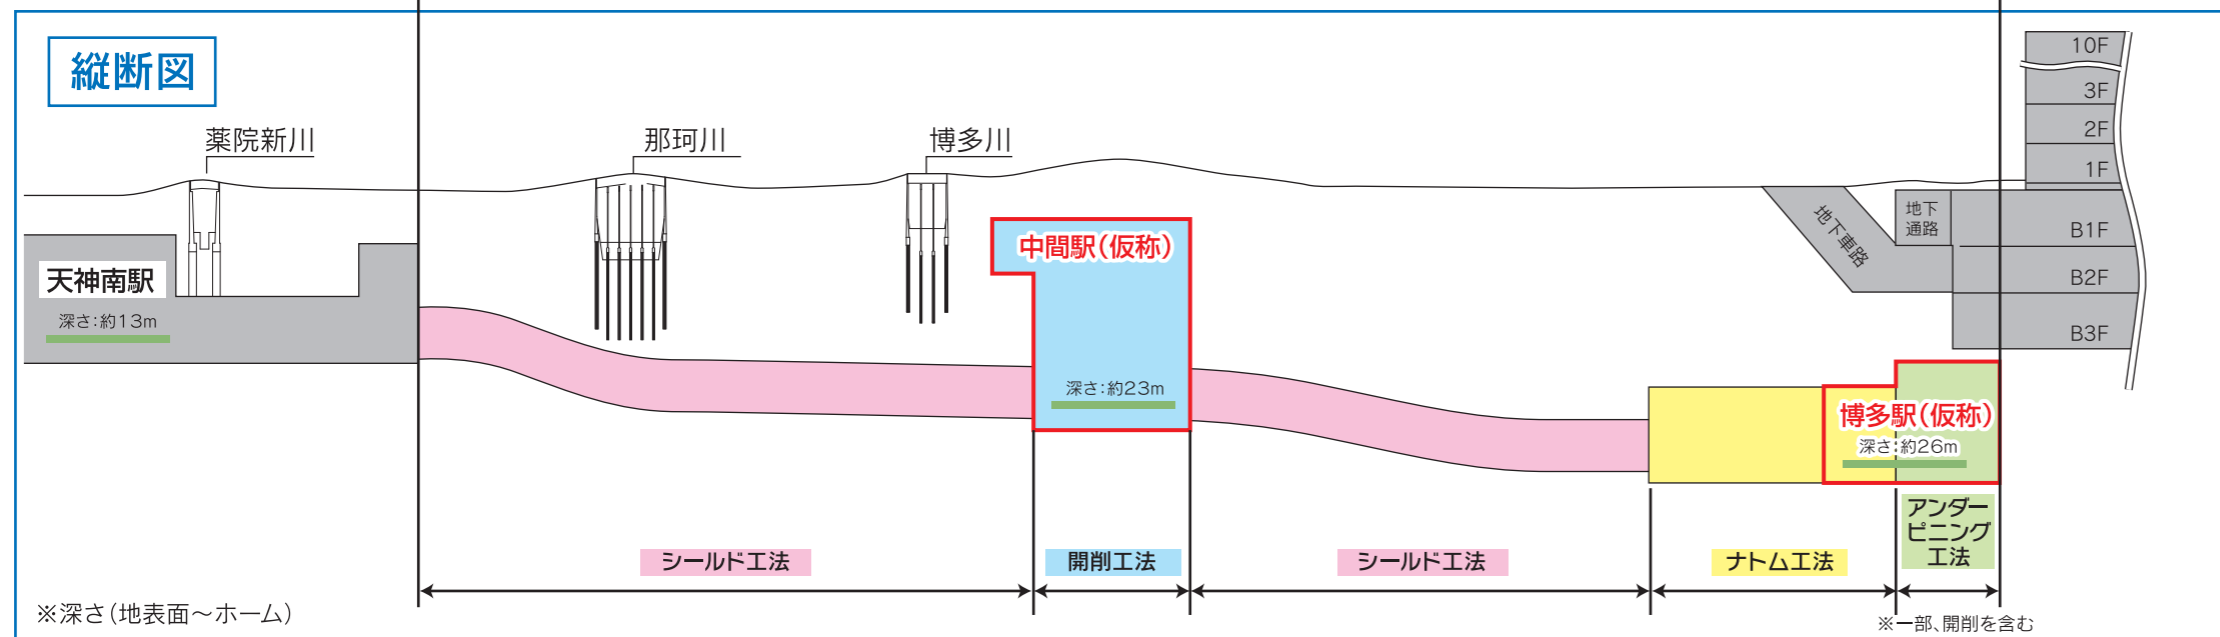 縦断図
薬院新川
那珂川
博多川
10F
3F
2F
1F
地下
通路
地下車路
B1F
B2F
B3F
天神南駅
深さ:約13m
中間駅(仮称)
深さ:約23m
博多駅(仮称)
深さ:約26m
シールド工法
開削工法
シールド工法
ナトム工法
アンダー
ピニング
工法
※深さ(地表面~ホーム)
※一部、開削を含む